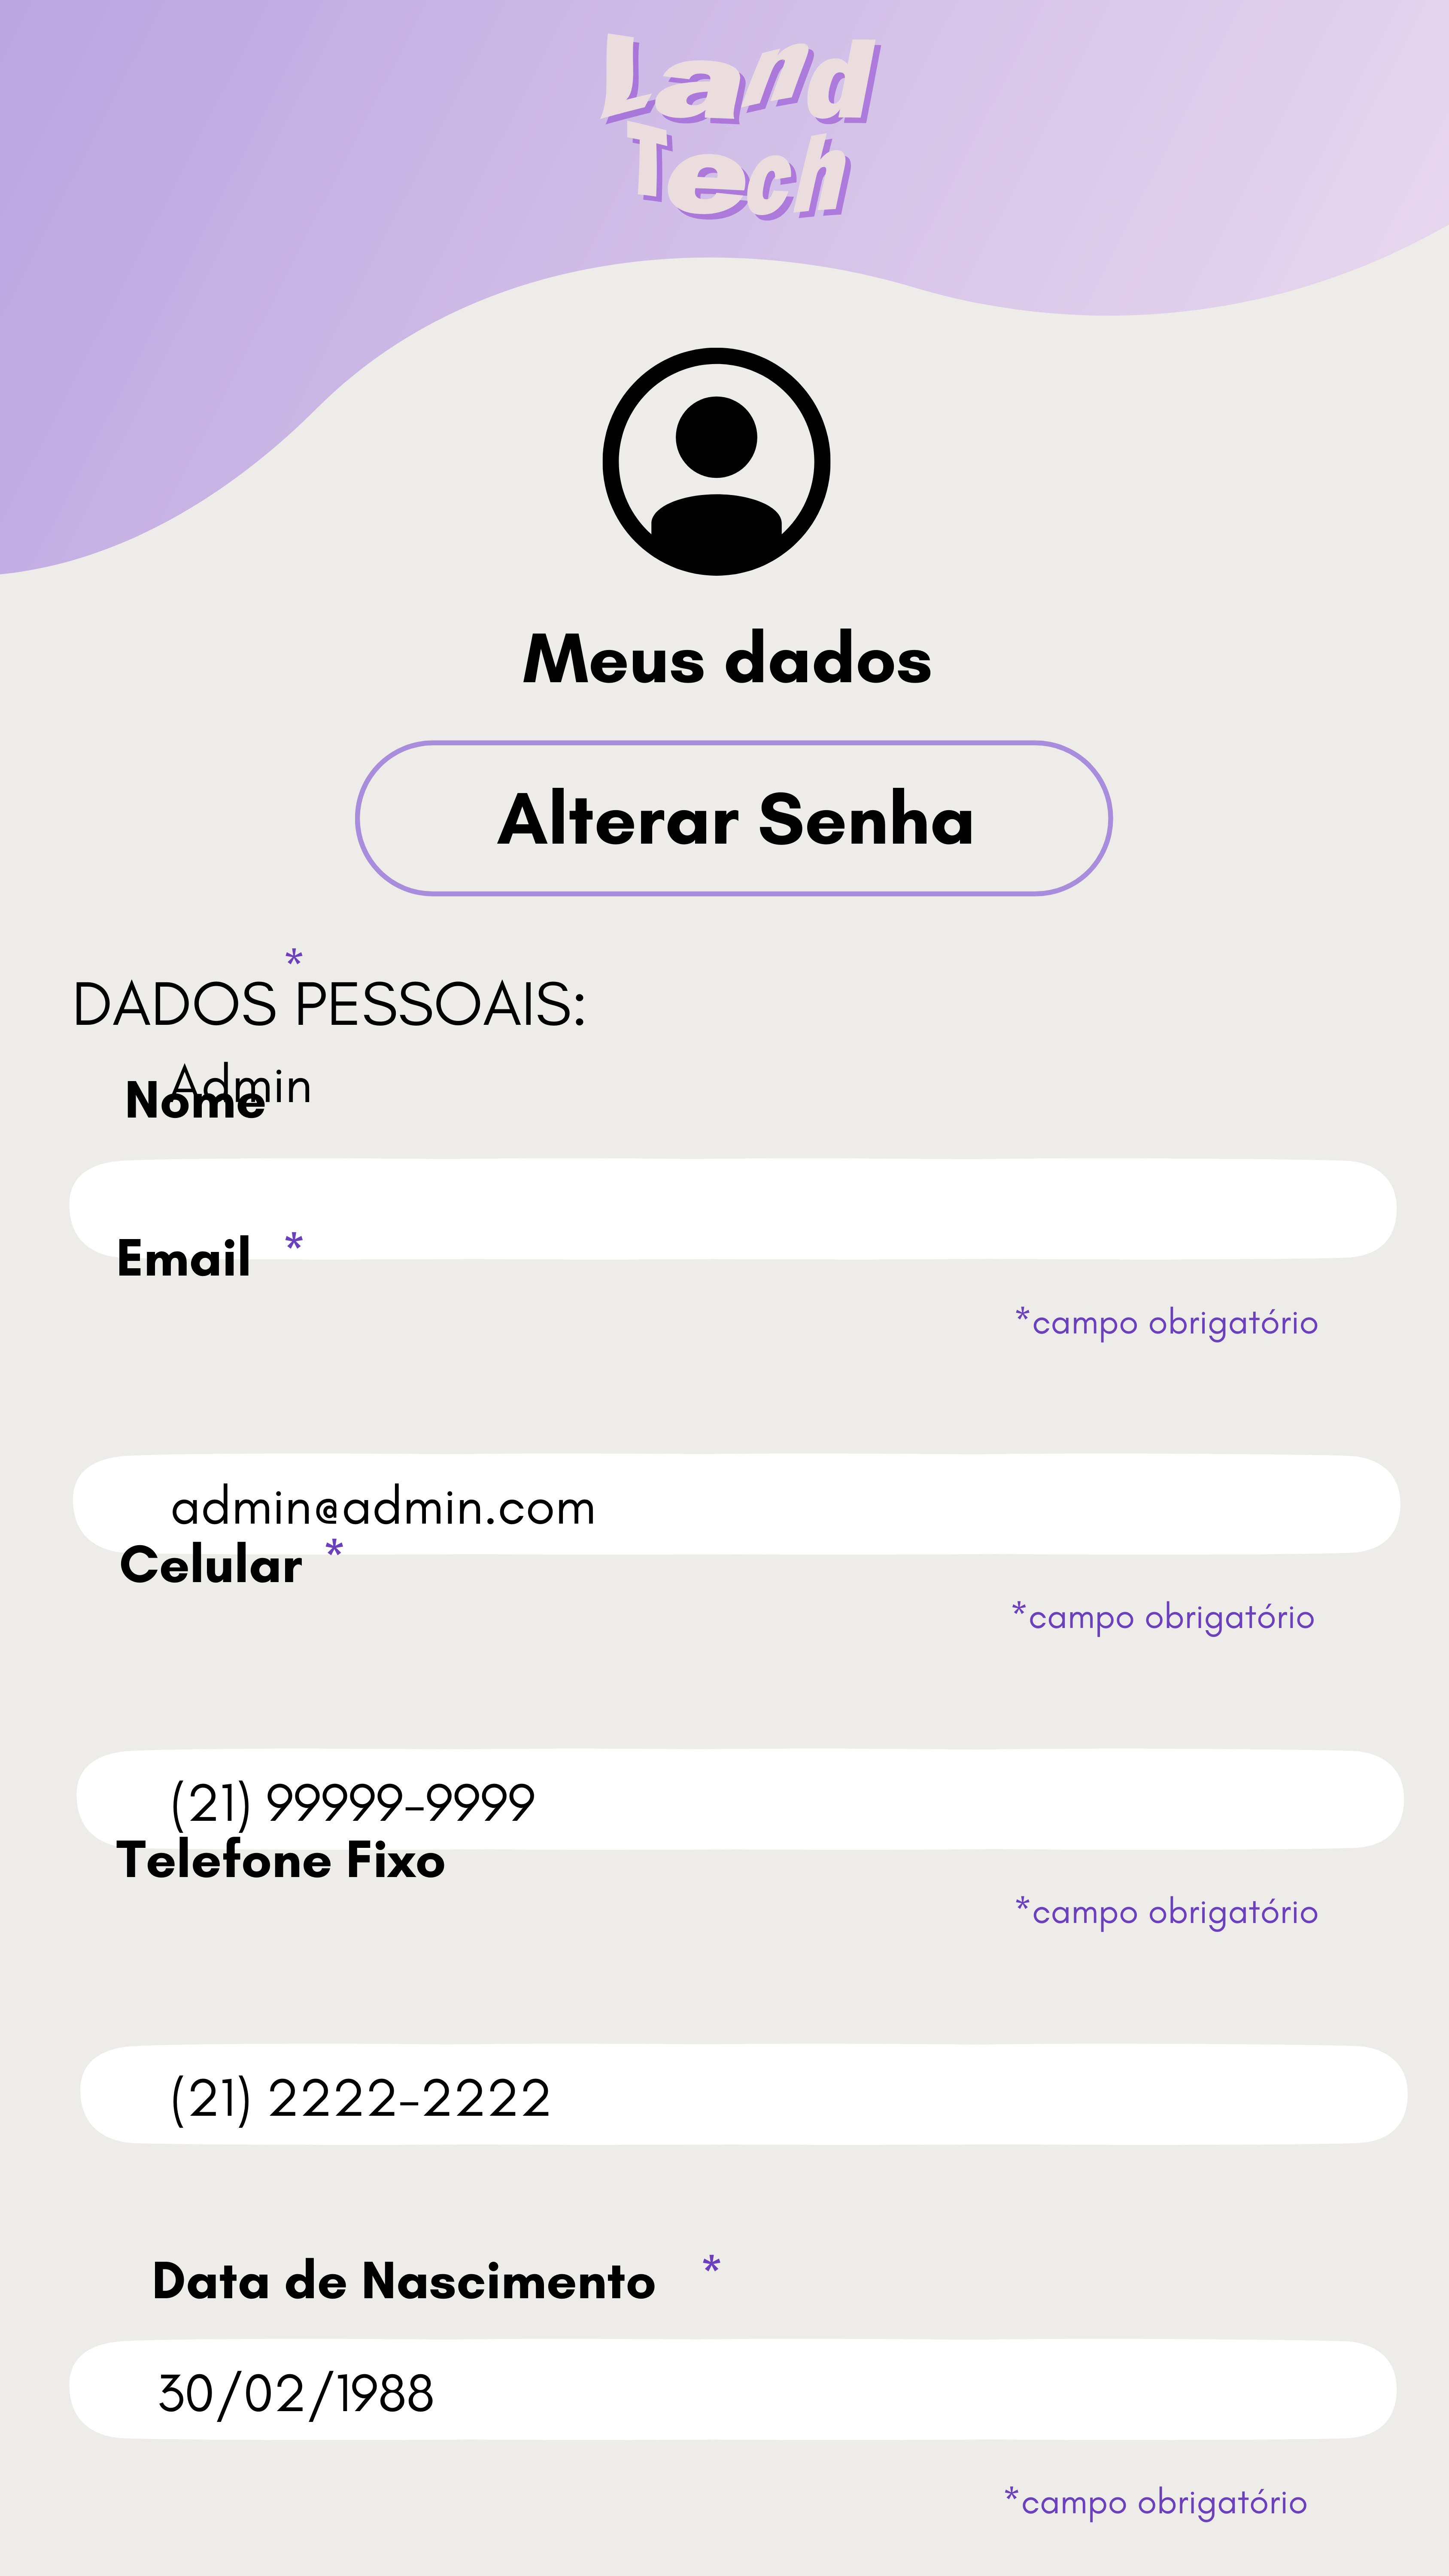 Land
Tech
Meus dados
Alterar Senha
*
DADOS PESSOAIS:
Admin
Nome
Email *
*campo obrigatório
admin@admin.com
Celular *
*campo obrigatório
(21) 99999-9999
Telefone Fixo
*campo obrigatório
(21) 2222-2222
Data de Nascimento *
30/02/1988
*campo obrigatório